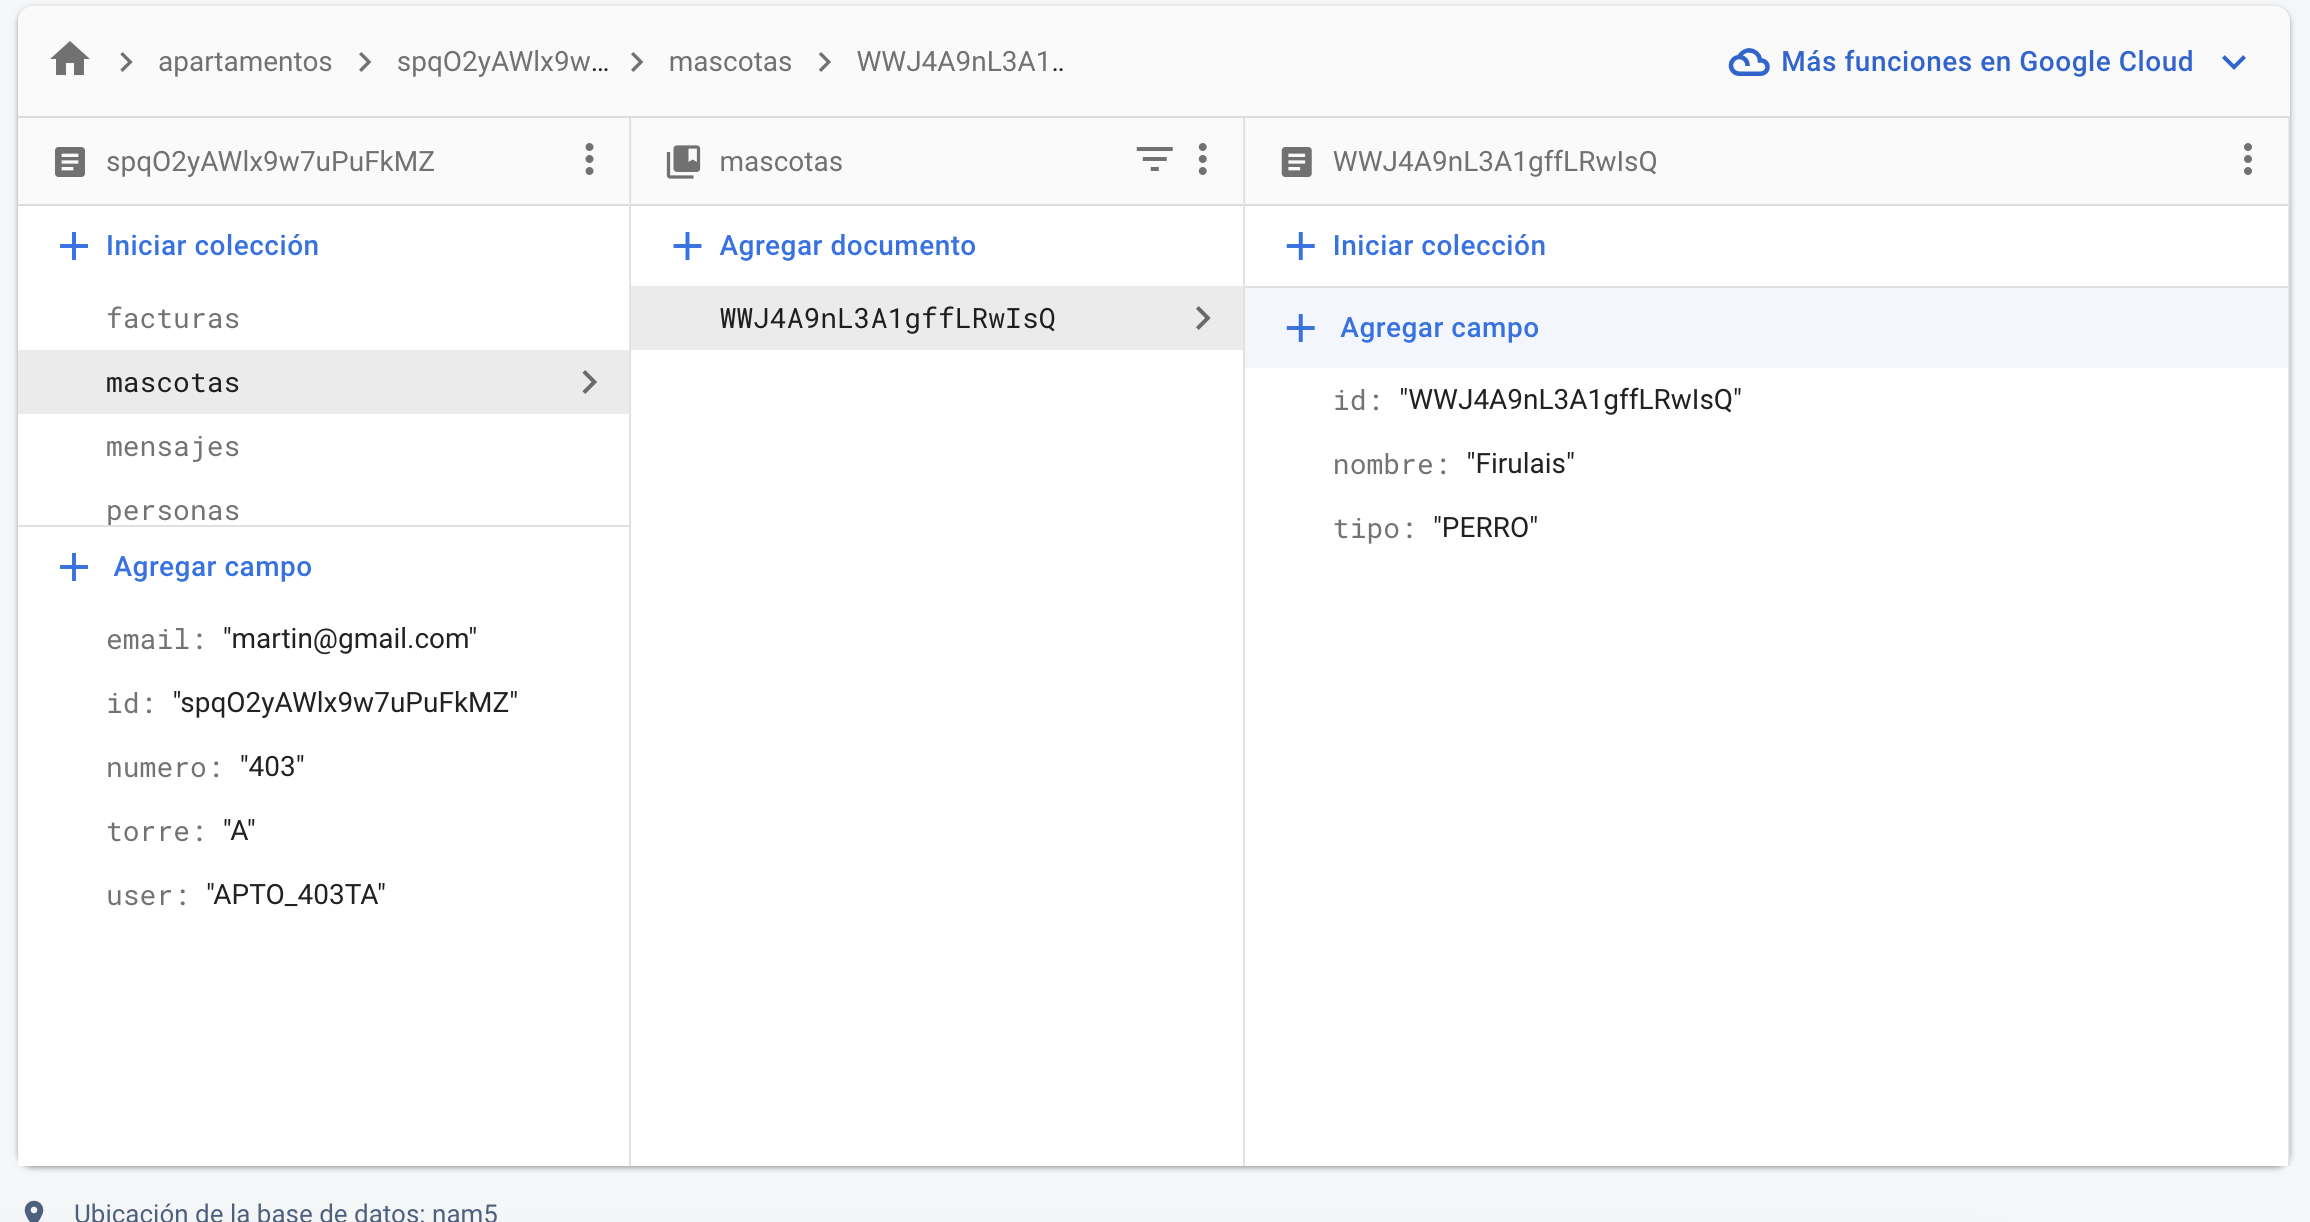 apartamentos
spqO2yAWlx9w...
mascotas
WWJ4A9nL3A1..
Más funciones en Google Cloud
spqO2yAWlx9w7uPuFkMZ
Iniciar colección
facturas
mascotas
mensajes
personas
Agregar campo
email: "martin@gmail.com"
id: "spqO2yAWlx9w7uPuFkMZ"
numero: "403"
torre: "A"
user: "APTO_403TA"
mascotas
Agregar documento
WWJ4A9nL3A1gffLRwIsQ
WWJ4A9nL3A1gffLRwIsQ
Iniciar colección
Agregar campo
id: "WWJ4A9nL3A1gffLRwIsQ"
nombre: "Firulais"
tipo: "PERRO"
Ubicación de la base de datos: nam5